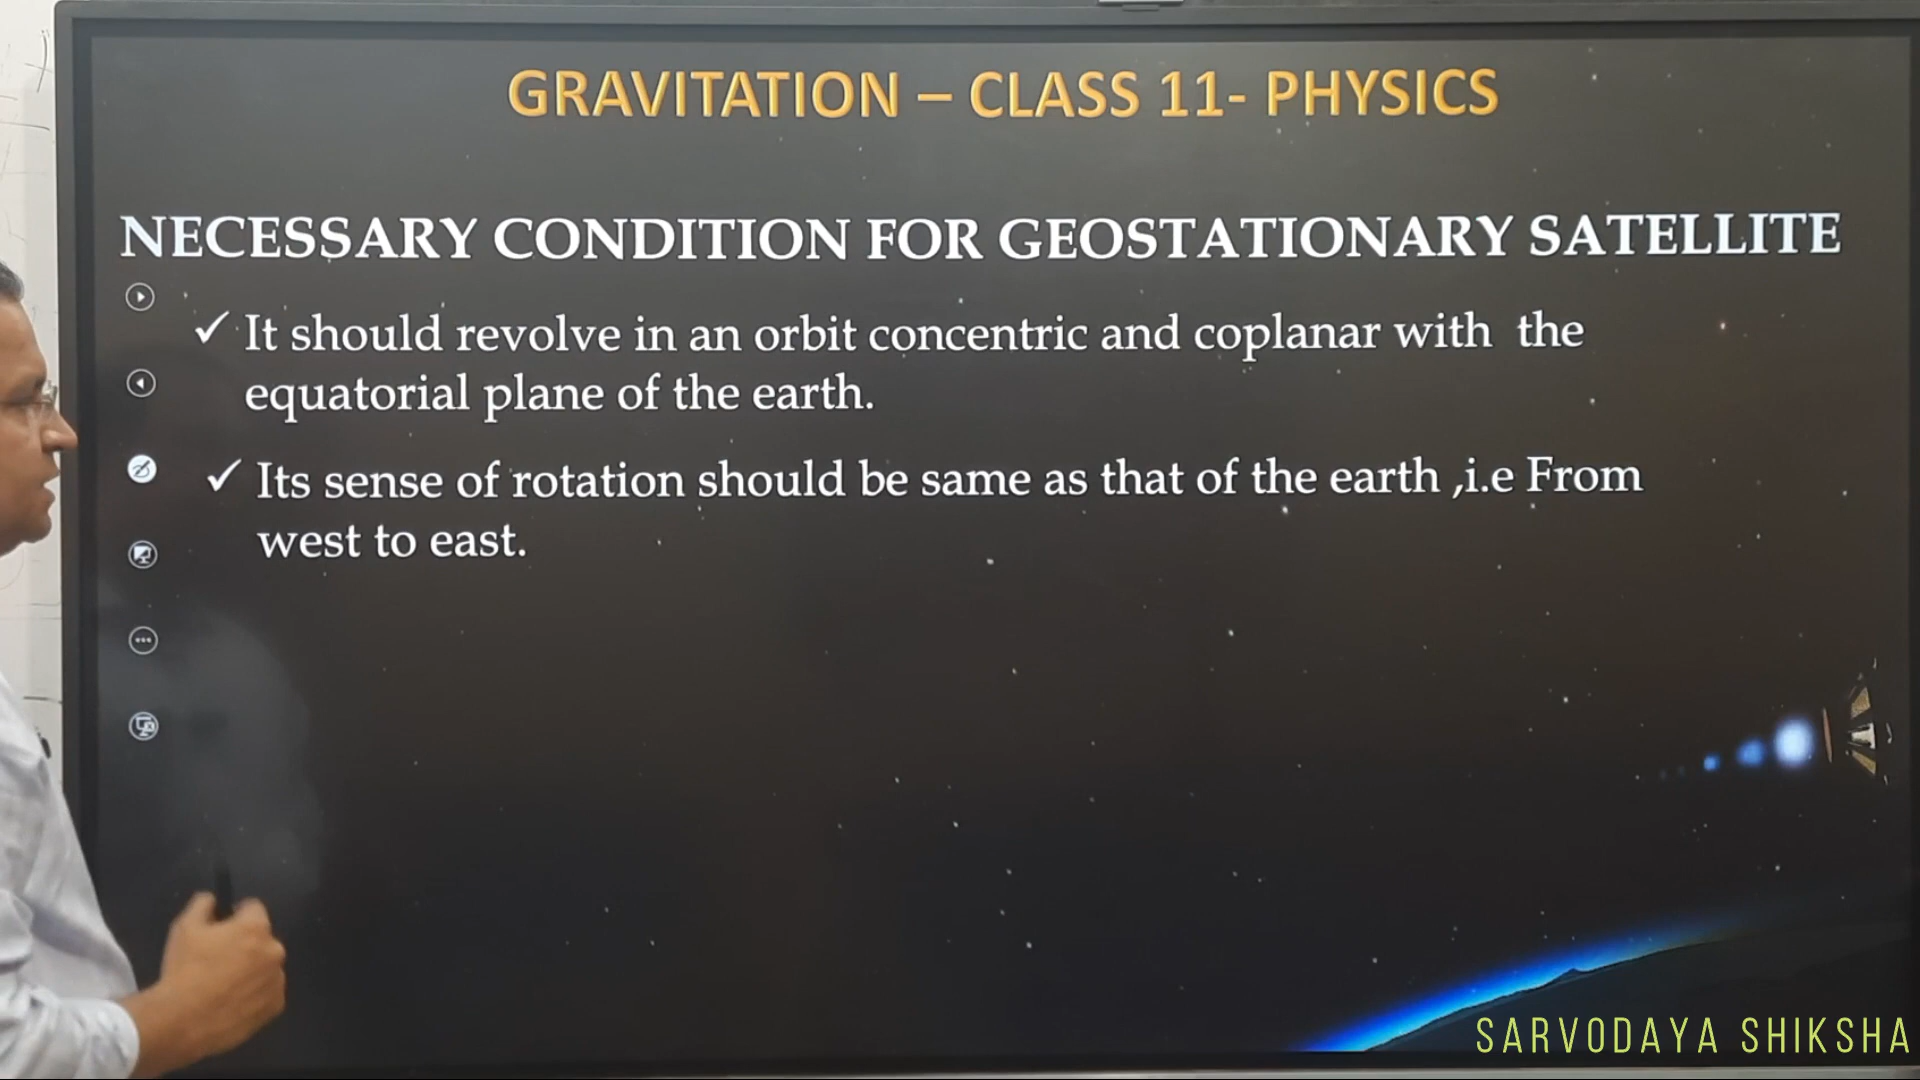 GRAVITATION – CLASS 11- PHYSICS
NECESSARY CONDITION FOR GEOSTATIONARY SATELLITE
✓ It should revolve in an orbit concentric and coplanar with the
equatorial plane of the earth.
✓ Its sense of rotation should be same as that of the earth ,i.e From
west to east.
SARVODAYA SHIKSHA